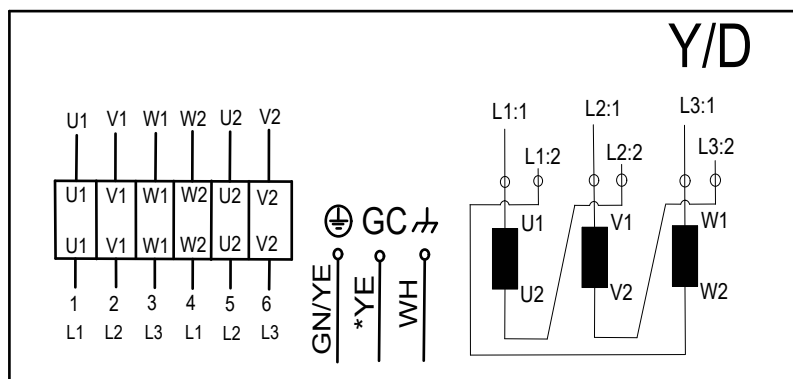 Y/D
U1 V1 W1 W2 U2 V2
U1 V1 W1 W2 U2 V2
U1 V1 W1 W2 U2 V2
1 2 3 4 5 6
L1 L2 L3 L1 L2 L3
GC
GN/YE *YE WH
L1:1 L2:1 L3:1
L1:2 L2:2 L3:2
U1 V1 W1
U2 V2 W2